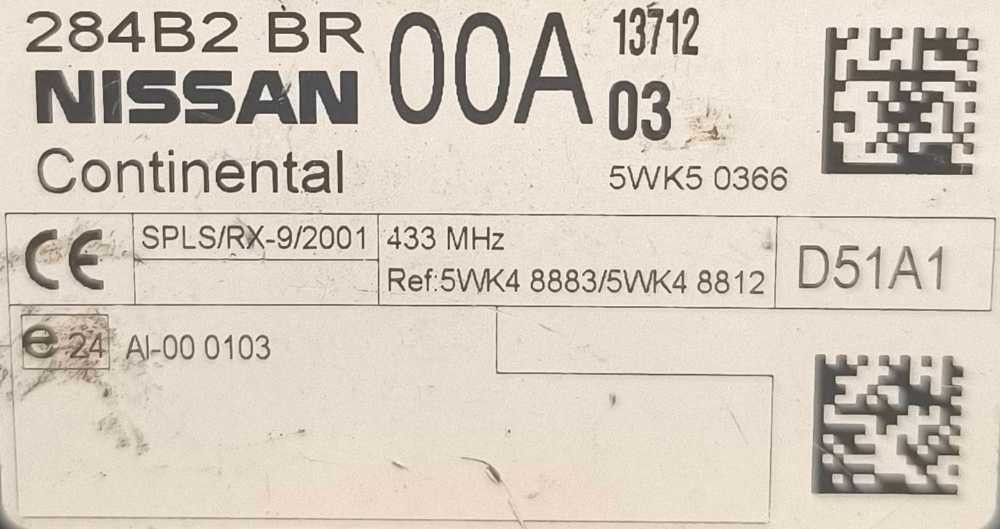 284B2 BR 00A 13712
NISSAN 03
Continental 5WK5 0366
CE SPLS/RX-9/2001 433 MHz D51A1
Ref:5WK4 8883/5WK4 8812
e 24 AI-00 0103